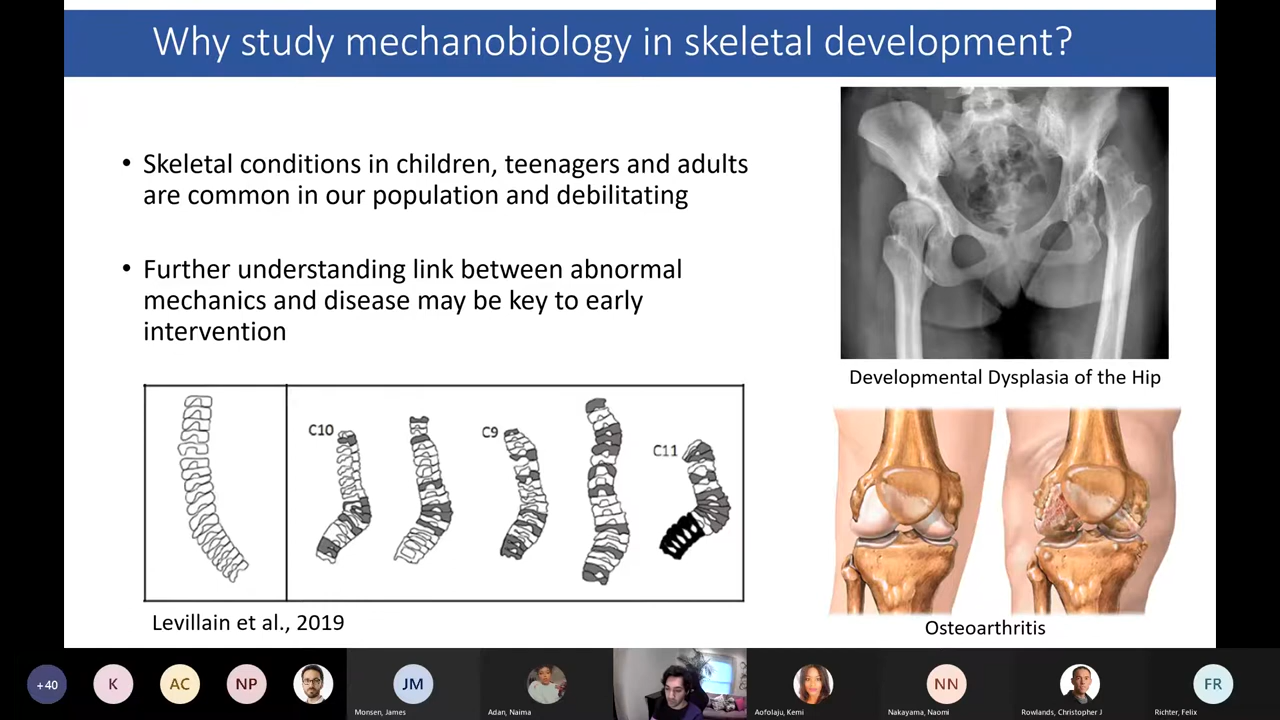 Why study mechanobiology in skeletal development?
• Skeletal conditions in children, teenagers and adults
are common in our population and debilitating
• Further understanding link between abnormal
mechanics and disease may be key to early
intervention
C10
C9
C11
Levillain et al., 2019
Developmental Dysplasia of the Hip
Osteoarthritis
+40
K
AC
NP
JM
Monsen, James
Adan, Naima
Aofolaju, Kemi
NN
Nakayama, Naomi
Rowlands, Christopher J
FR
Richter, Felix